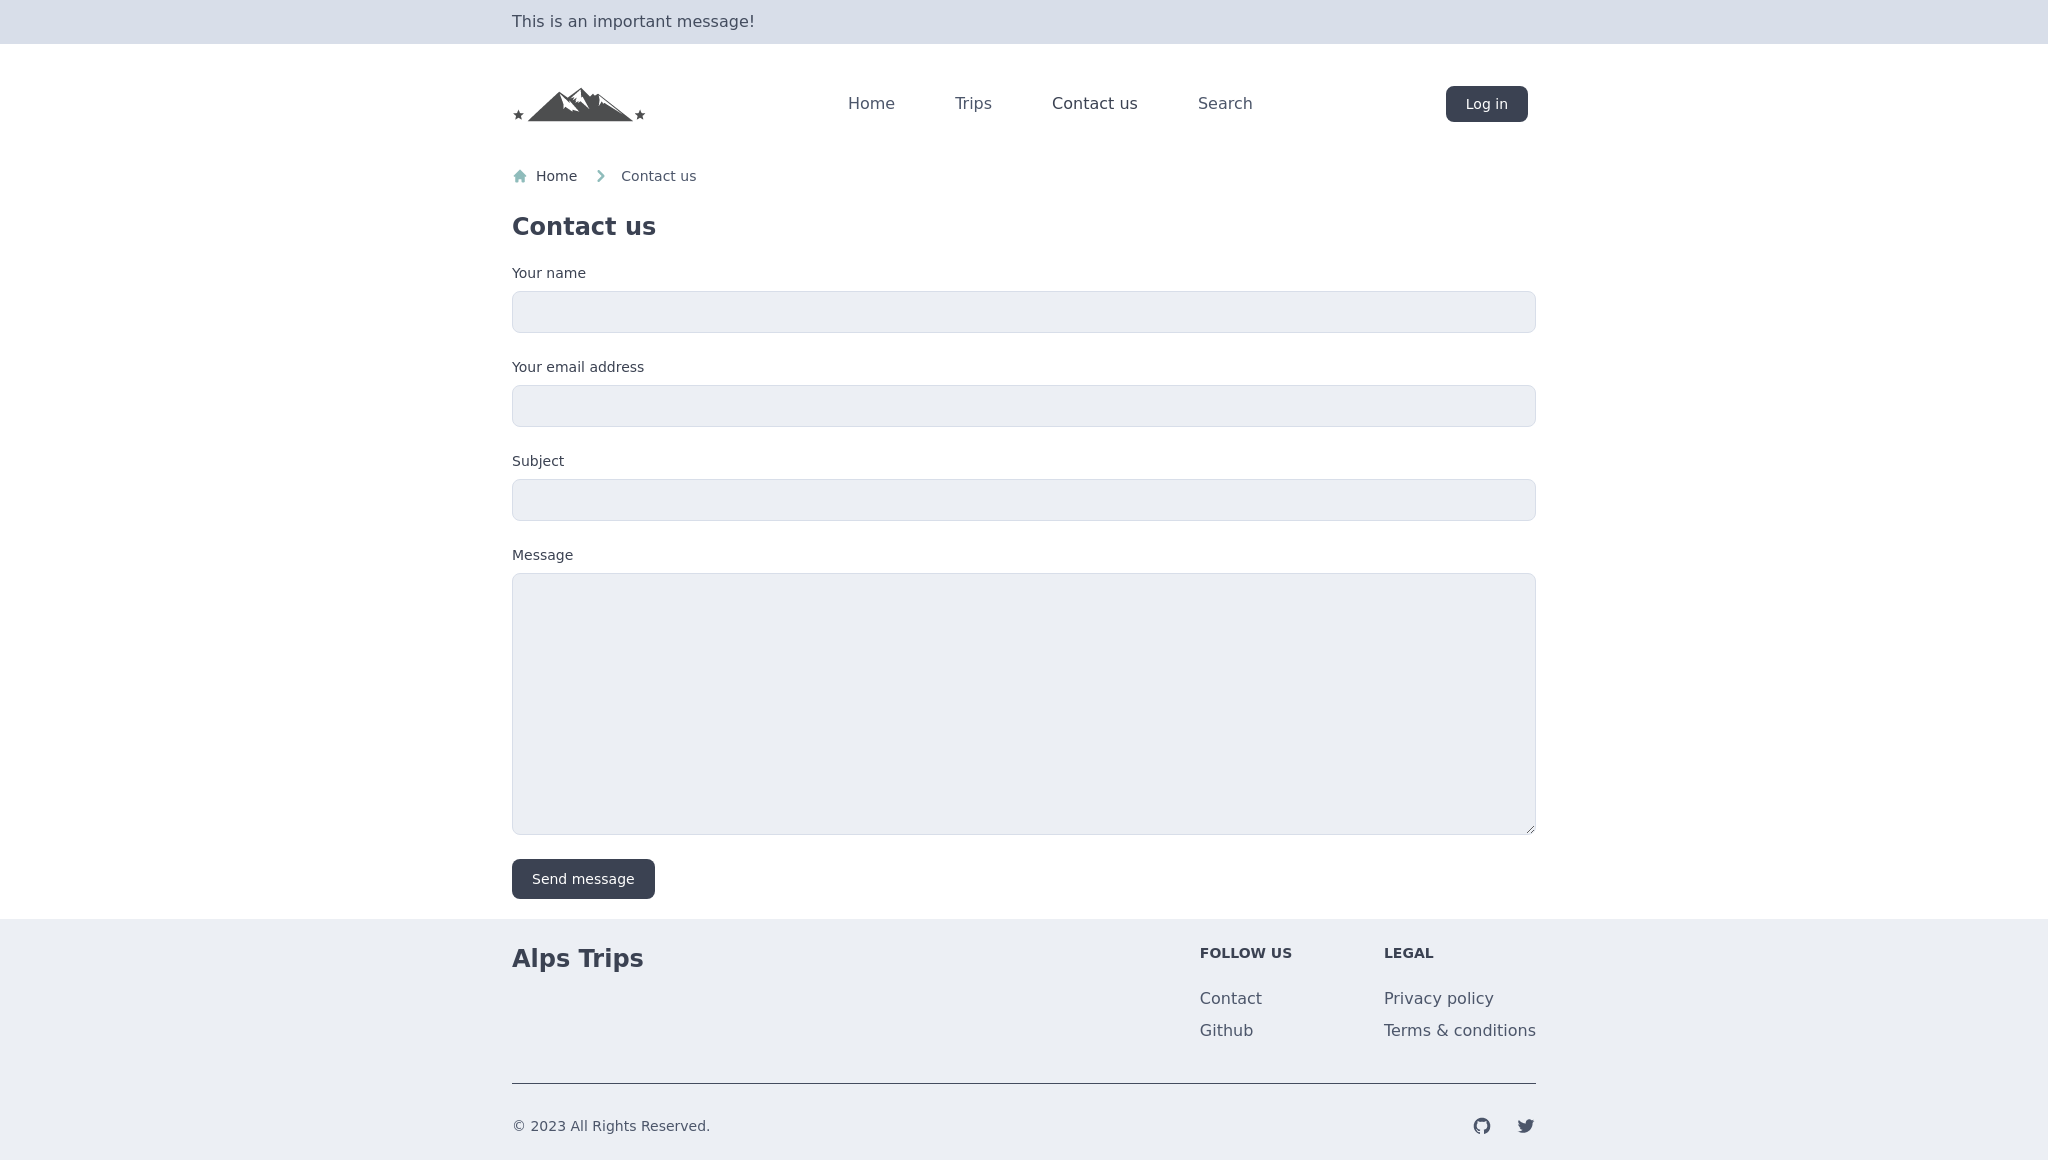 This is an important message!
Home Trips Contact us Search Log in
Home Contact us
Contact us
Your name
Your email address
Subject
Message
Send message
Alps Trips
FOLLOW US
Contact
Github
LEGAL
Privacy policy
Terms & conditions
© 2023 All Rights Reserved.